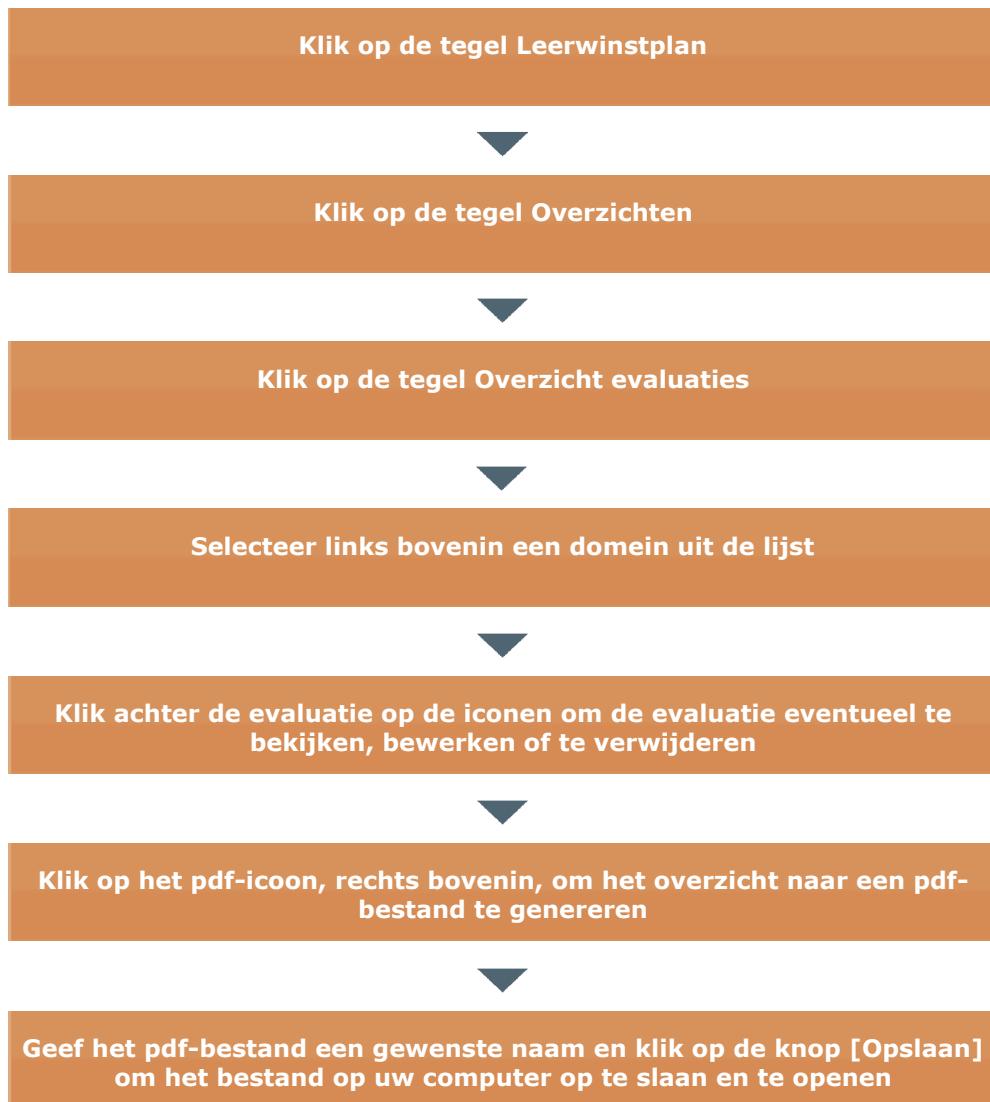 Klik op de tegel Leerwinstplan
Klik op de tegel Overzichten
Klik op de tegel Overzicht evaluaties
Selecteer links bovenin een domein uit de lijst
Klik achter de evaluatie op de iconen om de evaluatie eventueel te
bekijken, bewerken of te verwijderen
Klik op het pdf-icoon, rechts bovenin, om het overzicht naar een pdf-
bestand te genereren
Geef het pdf-bestand een gewenste naam en klik op de knop [Opslaan]
om het bestand op uw computer op te slaan en te openen